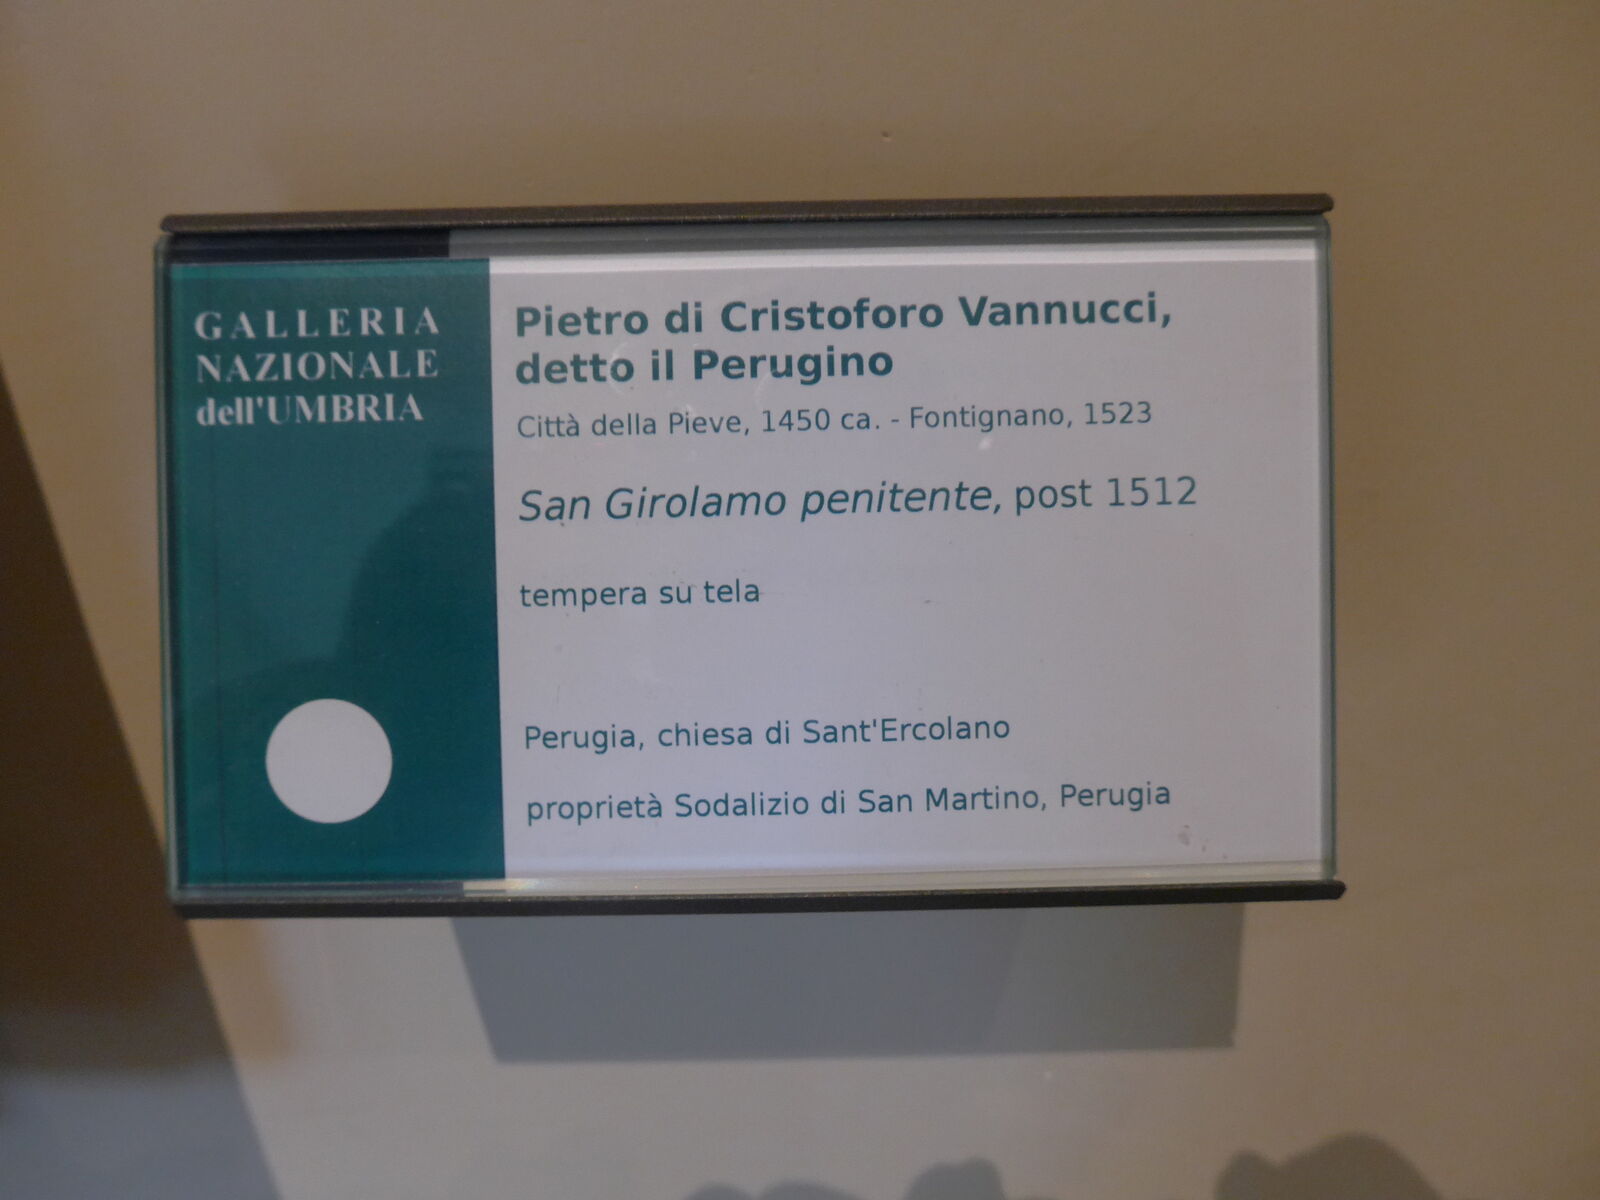 GALLERIA
NAZIONALE
dell'UMBRIA
Pietro di Cristoforo Vannucci,
detto il Perugino
Città della Pieve, 1450 ca. - Fontignano, 1523
San Girolamo penitente, post 1512
tempera su tela
Perugia, chiesa di Sant'Ercolano
proprietà Sodalizio di San Martino, Perugia